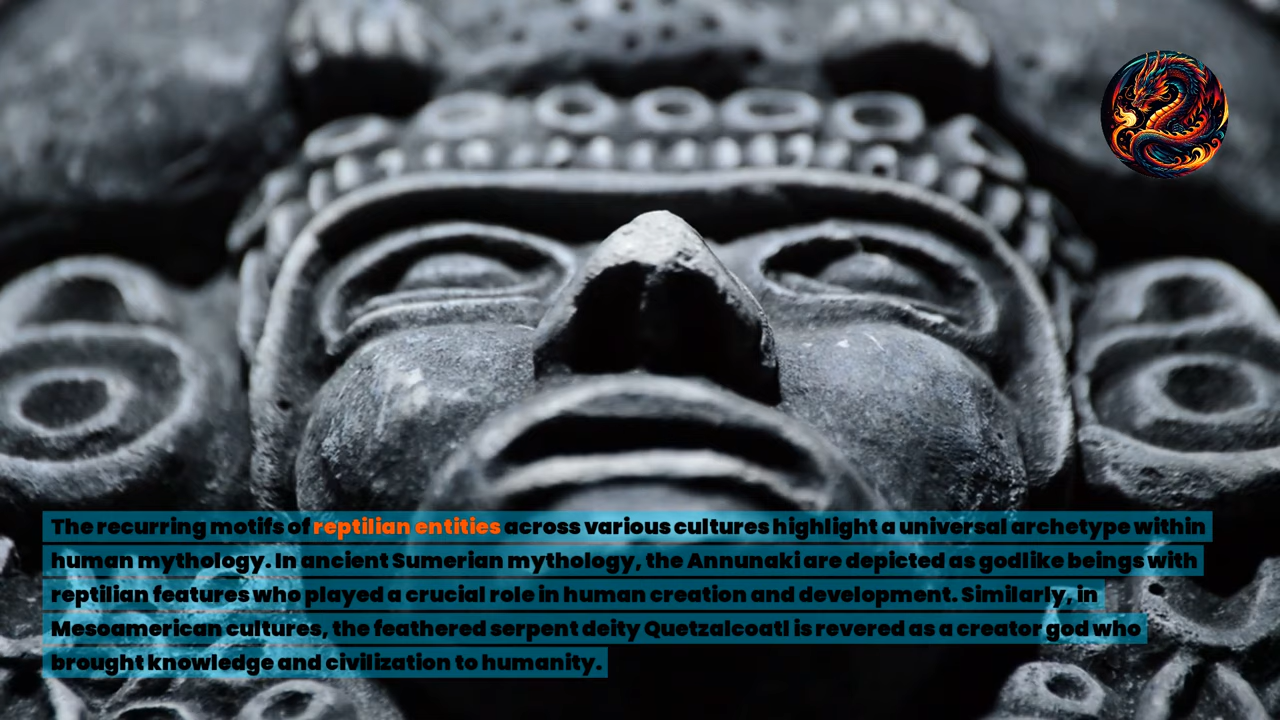 The recurring motifs of reptilian entities across various cultures highlight a universal archetype within
human mythology. In ancient Sumerian mythology, the Annunaki are depicted as godlike beings with
reptilian features who played a crucial role in human creation and development. Similarly, in
Mesoamerican cultures, the feathered serpent deity Quetzalcoatl is revered as a creator god who
brought knowledge and civilization to humanity.